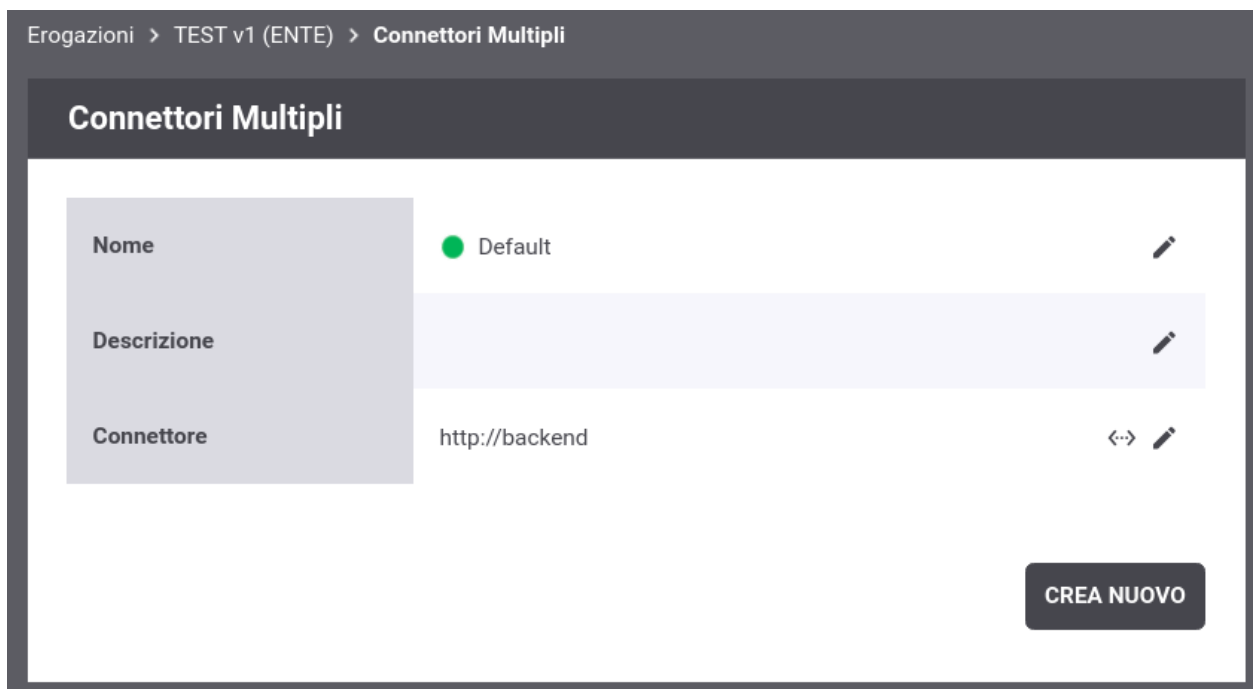 Erogazioni > TEST v1 (ENTE) > Connettori Multipli
Connettori Multipli
Nome Default
Descrizione
Connettore http://backend
CREA NUOVO